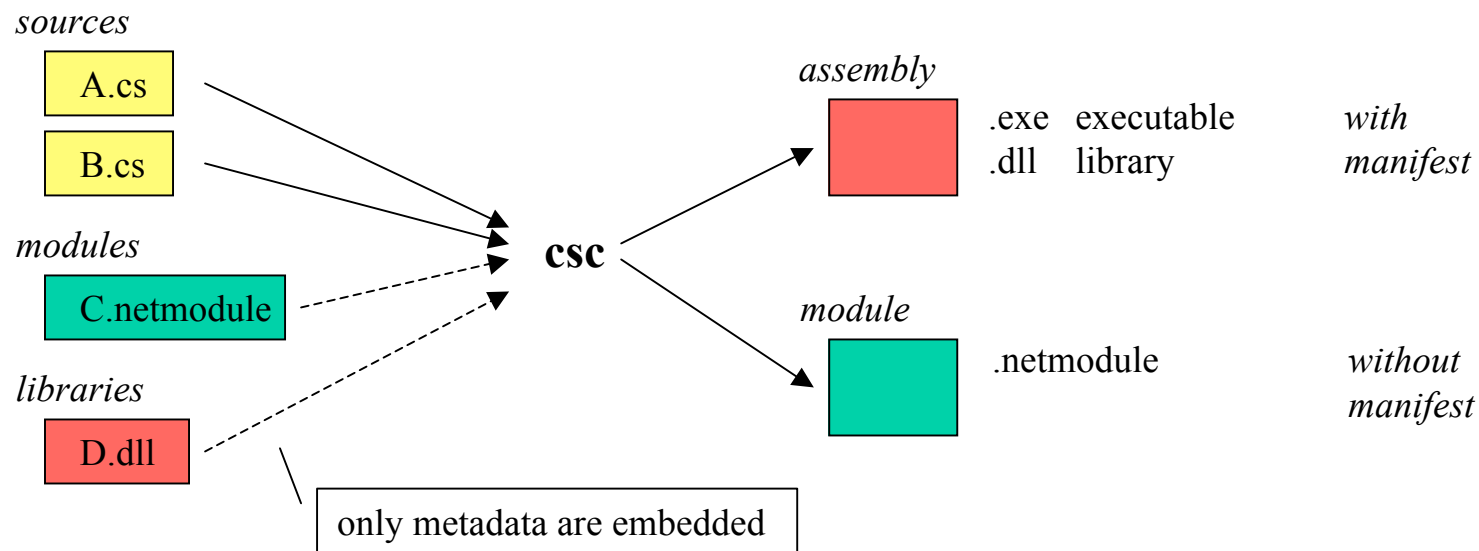 sources
A.cs
B.cs
modules
C.netmodule
libraries
D.dll
only metadata are embedded
csc
assembly
.exe executable with
.dll library manifest
module
.netmodule without
manifest